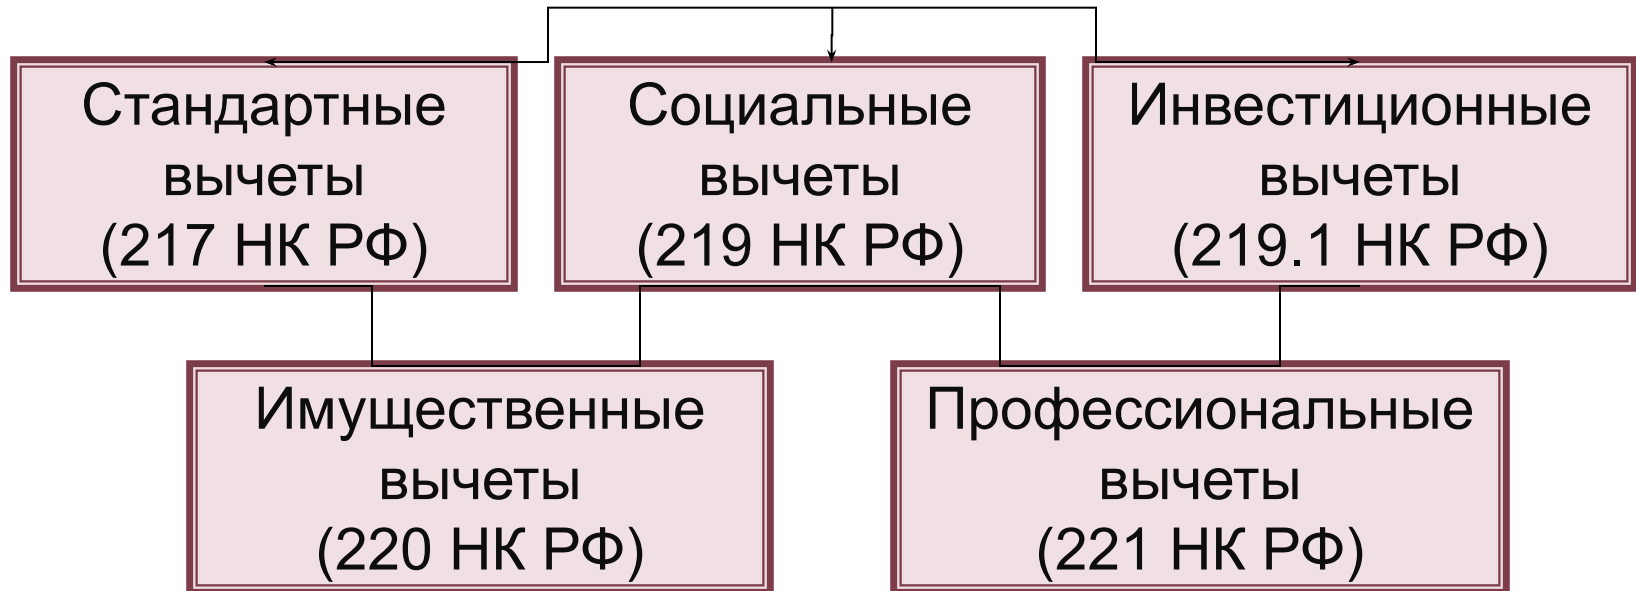 Стандартные
вычеты
(217 НК РФ)
Социальные
вычеты
(219 НК РФ)
Инвестиционные
вычеты
(219.1 НК РФ)
Имущественные
вычеты
(220 НК РФ)
Профессиональные
вычеты
(221 НК РФ)